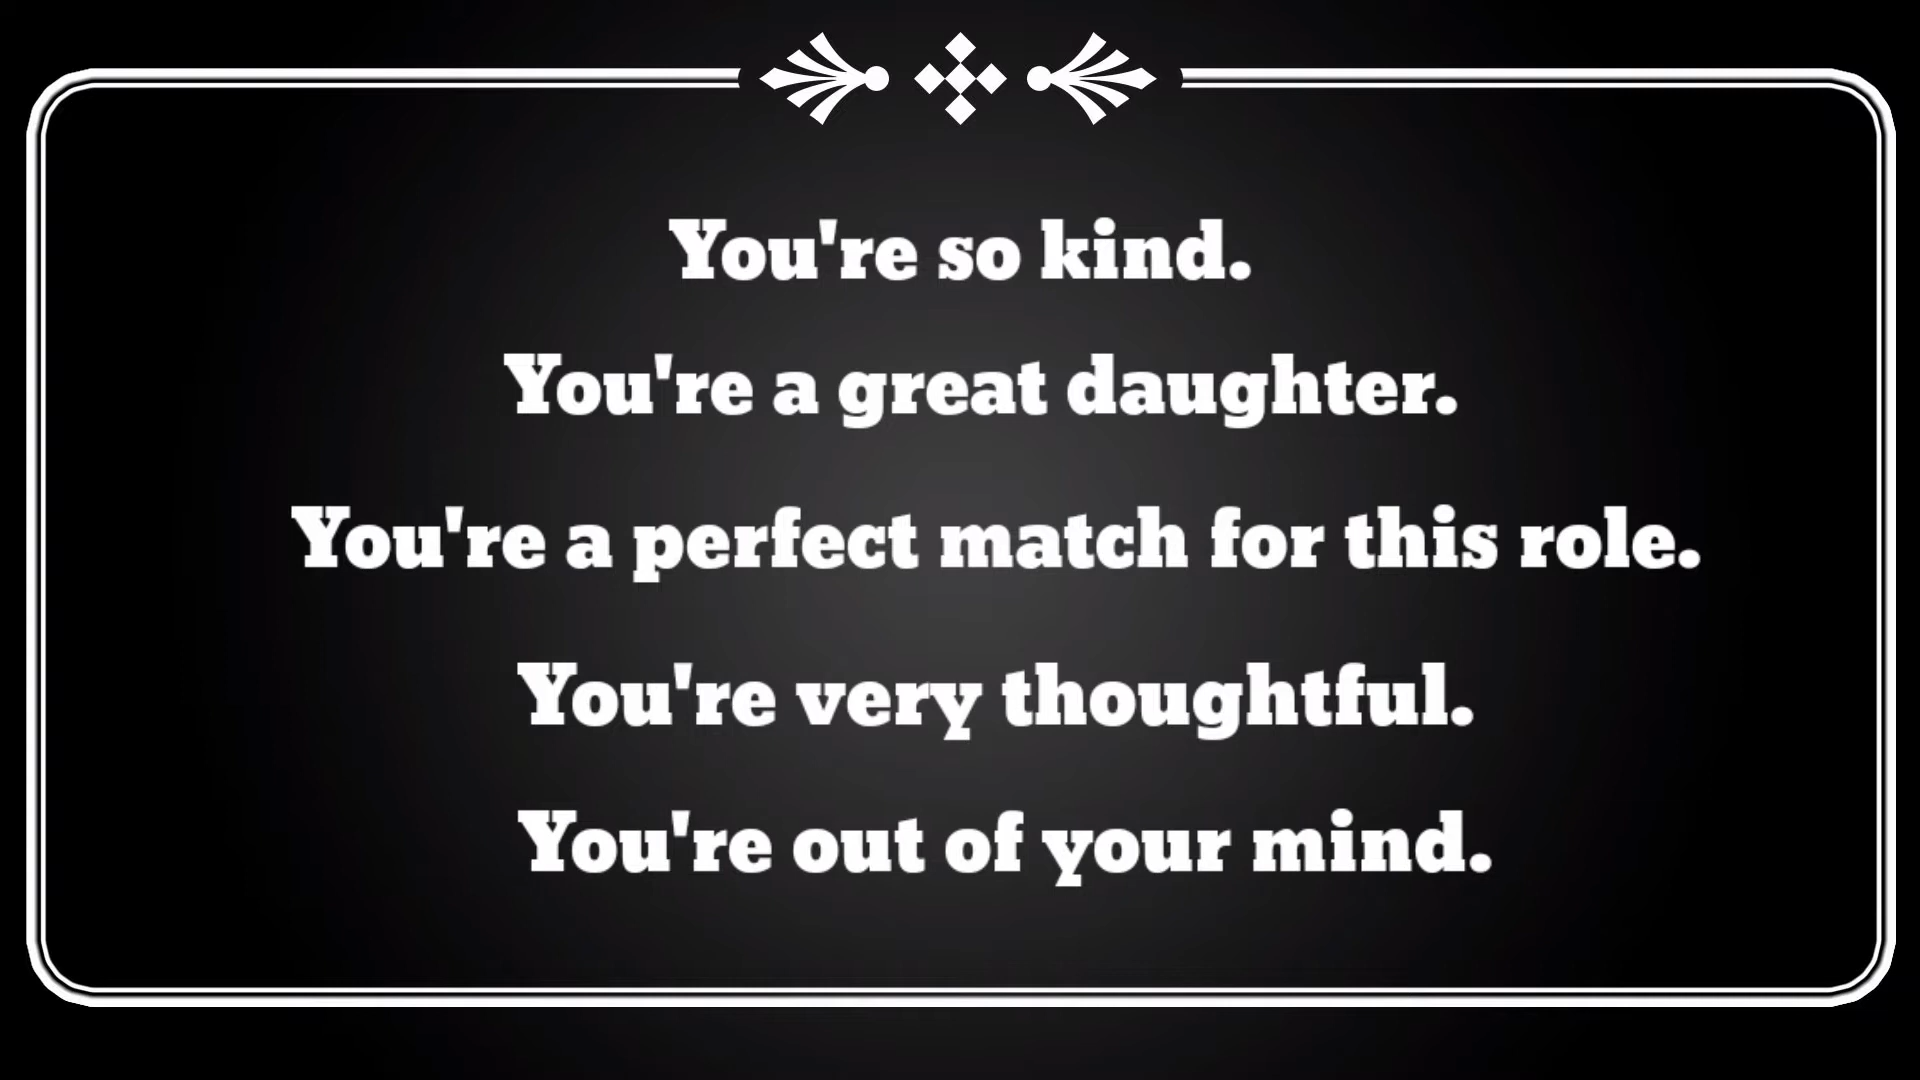 You're so kind.
You're a great daughter.
You're a perfect match for this role.
You're very thoughtful.
You're out of your mind.